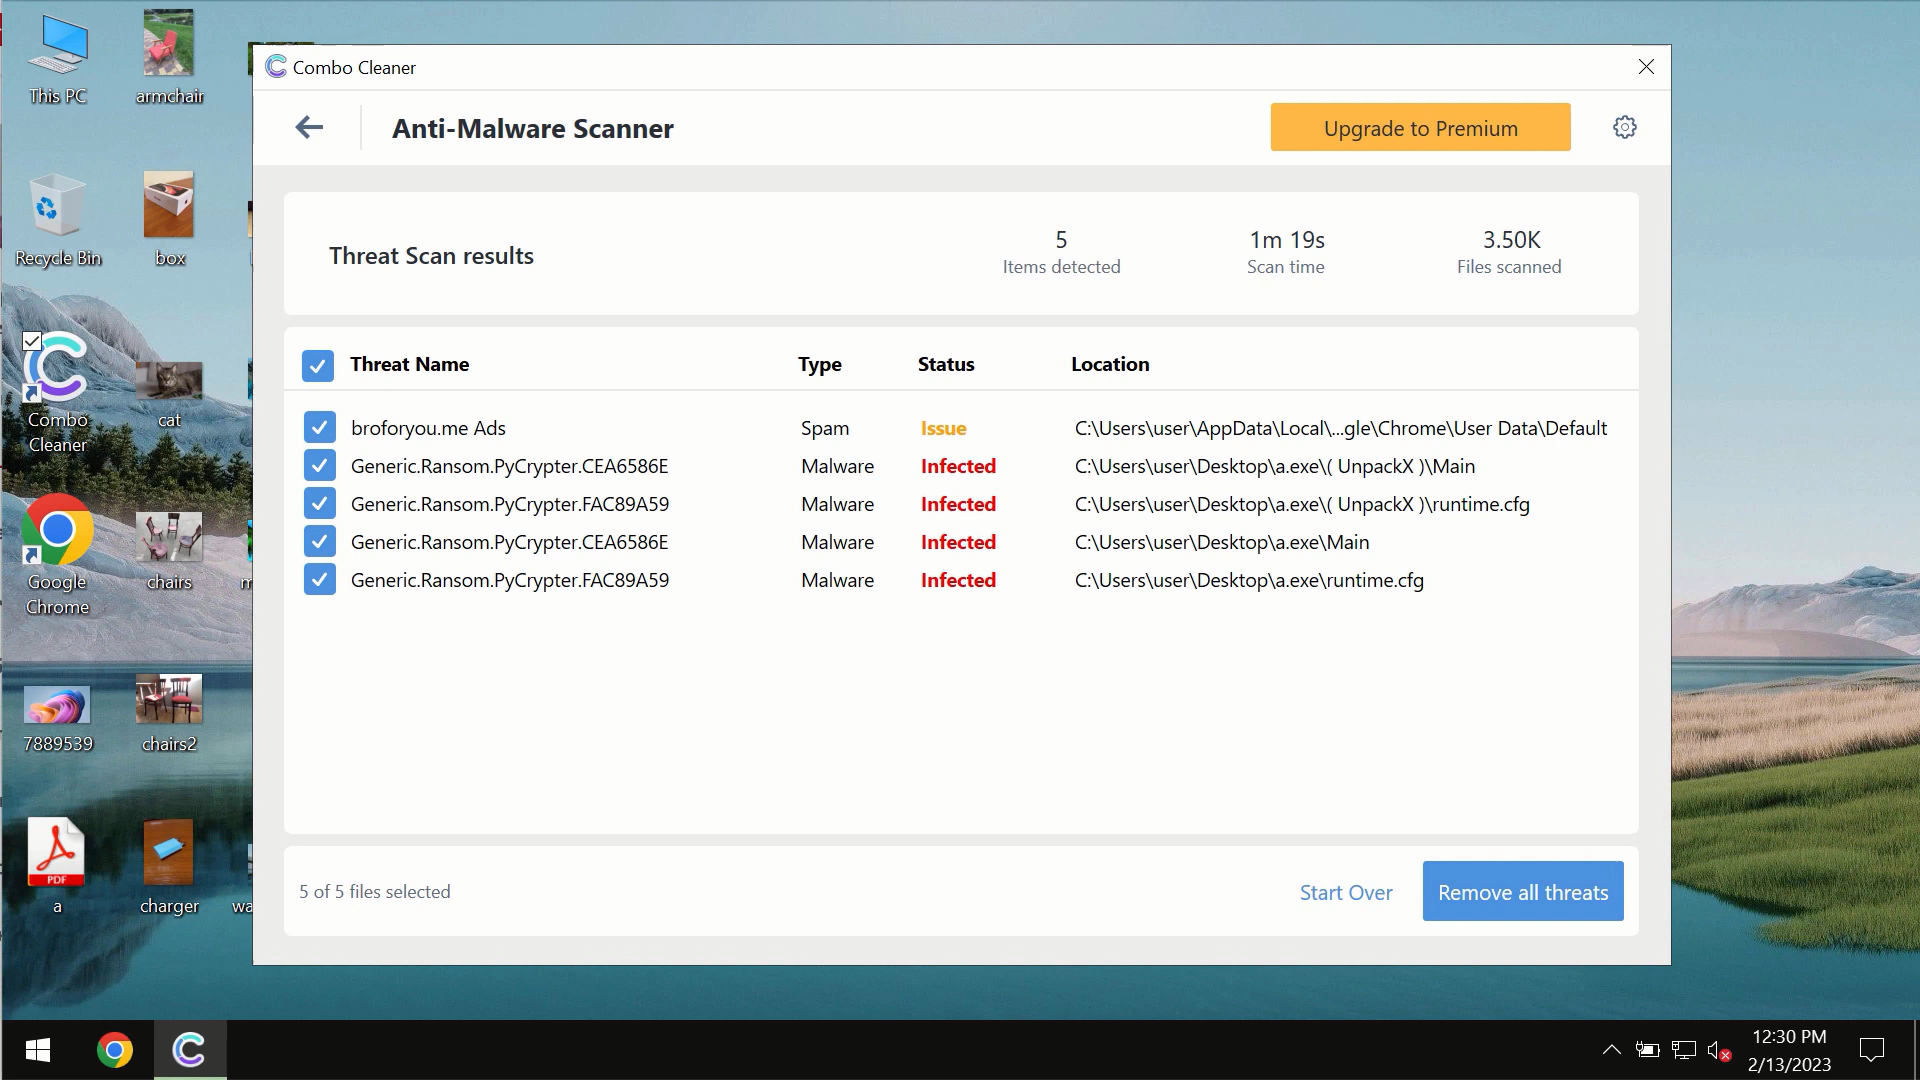 This PC
armchair
Recycle Bin
box
Combo
Cleaner
cat
Google
Chrome
chairs
m
7889539
chairs2
PDF
a
charger
wa
Combo Cleaner
Anti-Malware Scanner
Upgrade to Premium
Threat Scan results
5
Items detected
1m 19s
Scan time
3.50K
Files scanned
Threat Name Type Status Location
broforyou.me Ads Spam Issue C:\Users\user\AppData\Local\...gle\Chrome\User Data\Default
Generic.Ransom.PyCrypter.CEA6586E Malware Infected C:\Users\user\Desktop\a.exe\( UnpackX )\Main
Generic.Ransom.PyCrypter.FAC89A59 Malware Infected C:\Users\user\Desktop\a.exe\( UnpackX )\runtime.cfg
Generic.Ransom.PyCrypter.CEA6586E Malware Infected C:\Users\user\Desktop\a.exe\Main
Generic.Ransom.PyCrypter.FAC89A59 Malware Infected C:\Users\user\Desktop\a.exe\runtime.cfg
5 of 5 files selected
Start Over
Remove all threats
12:30 PM
2/13/2023